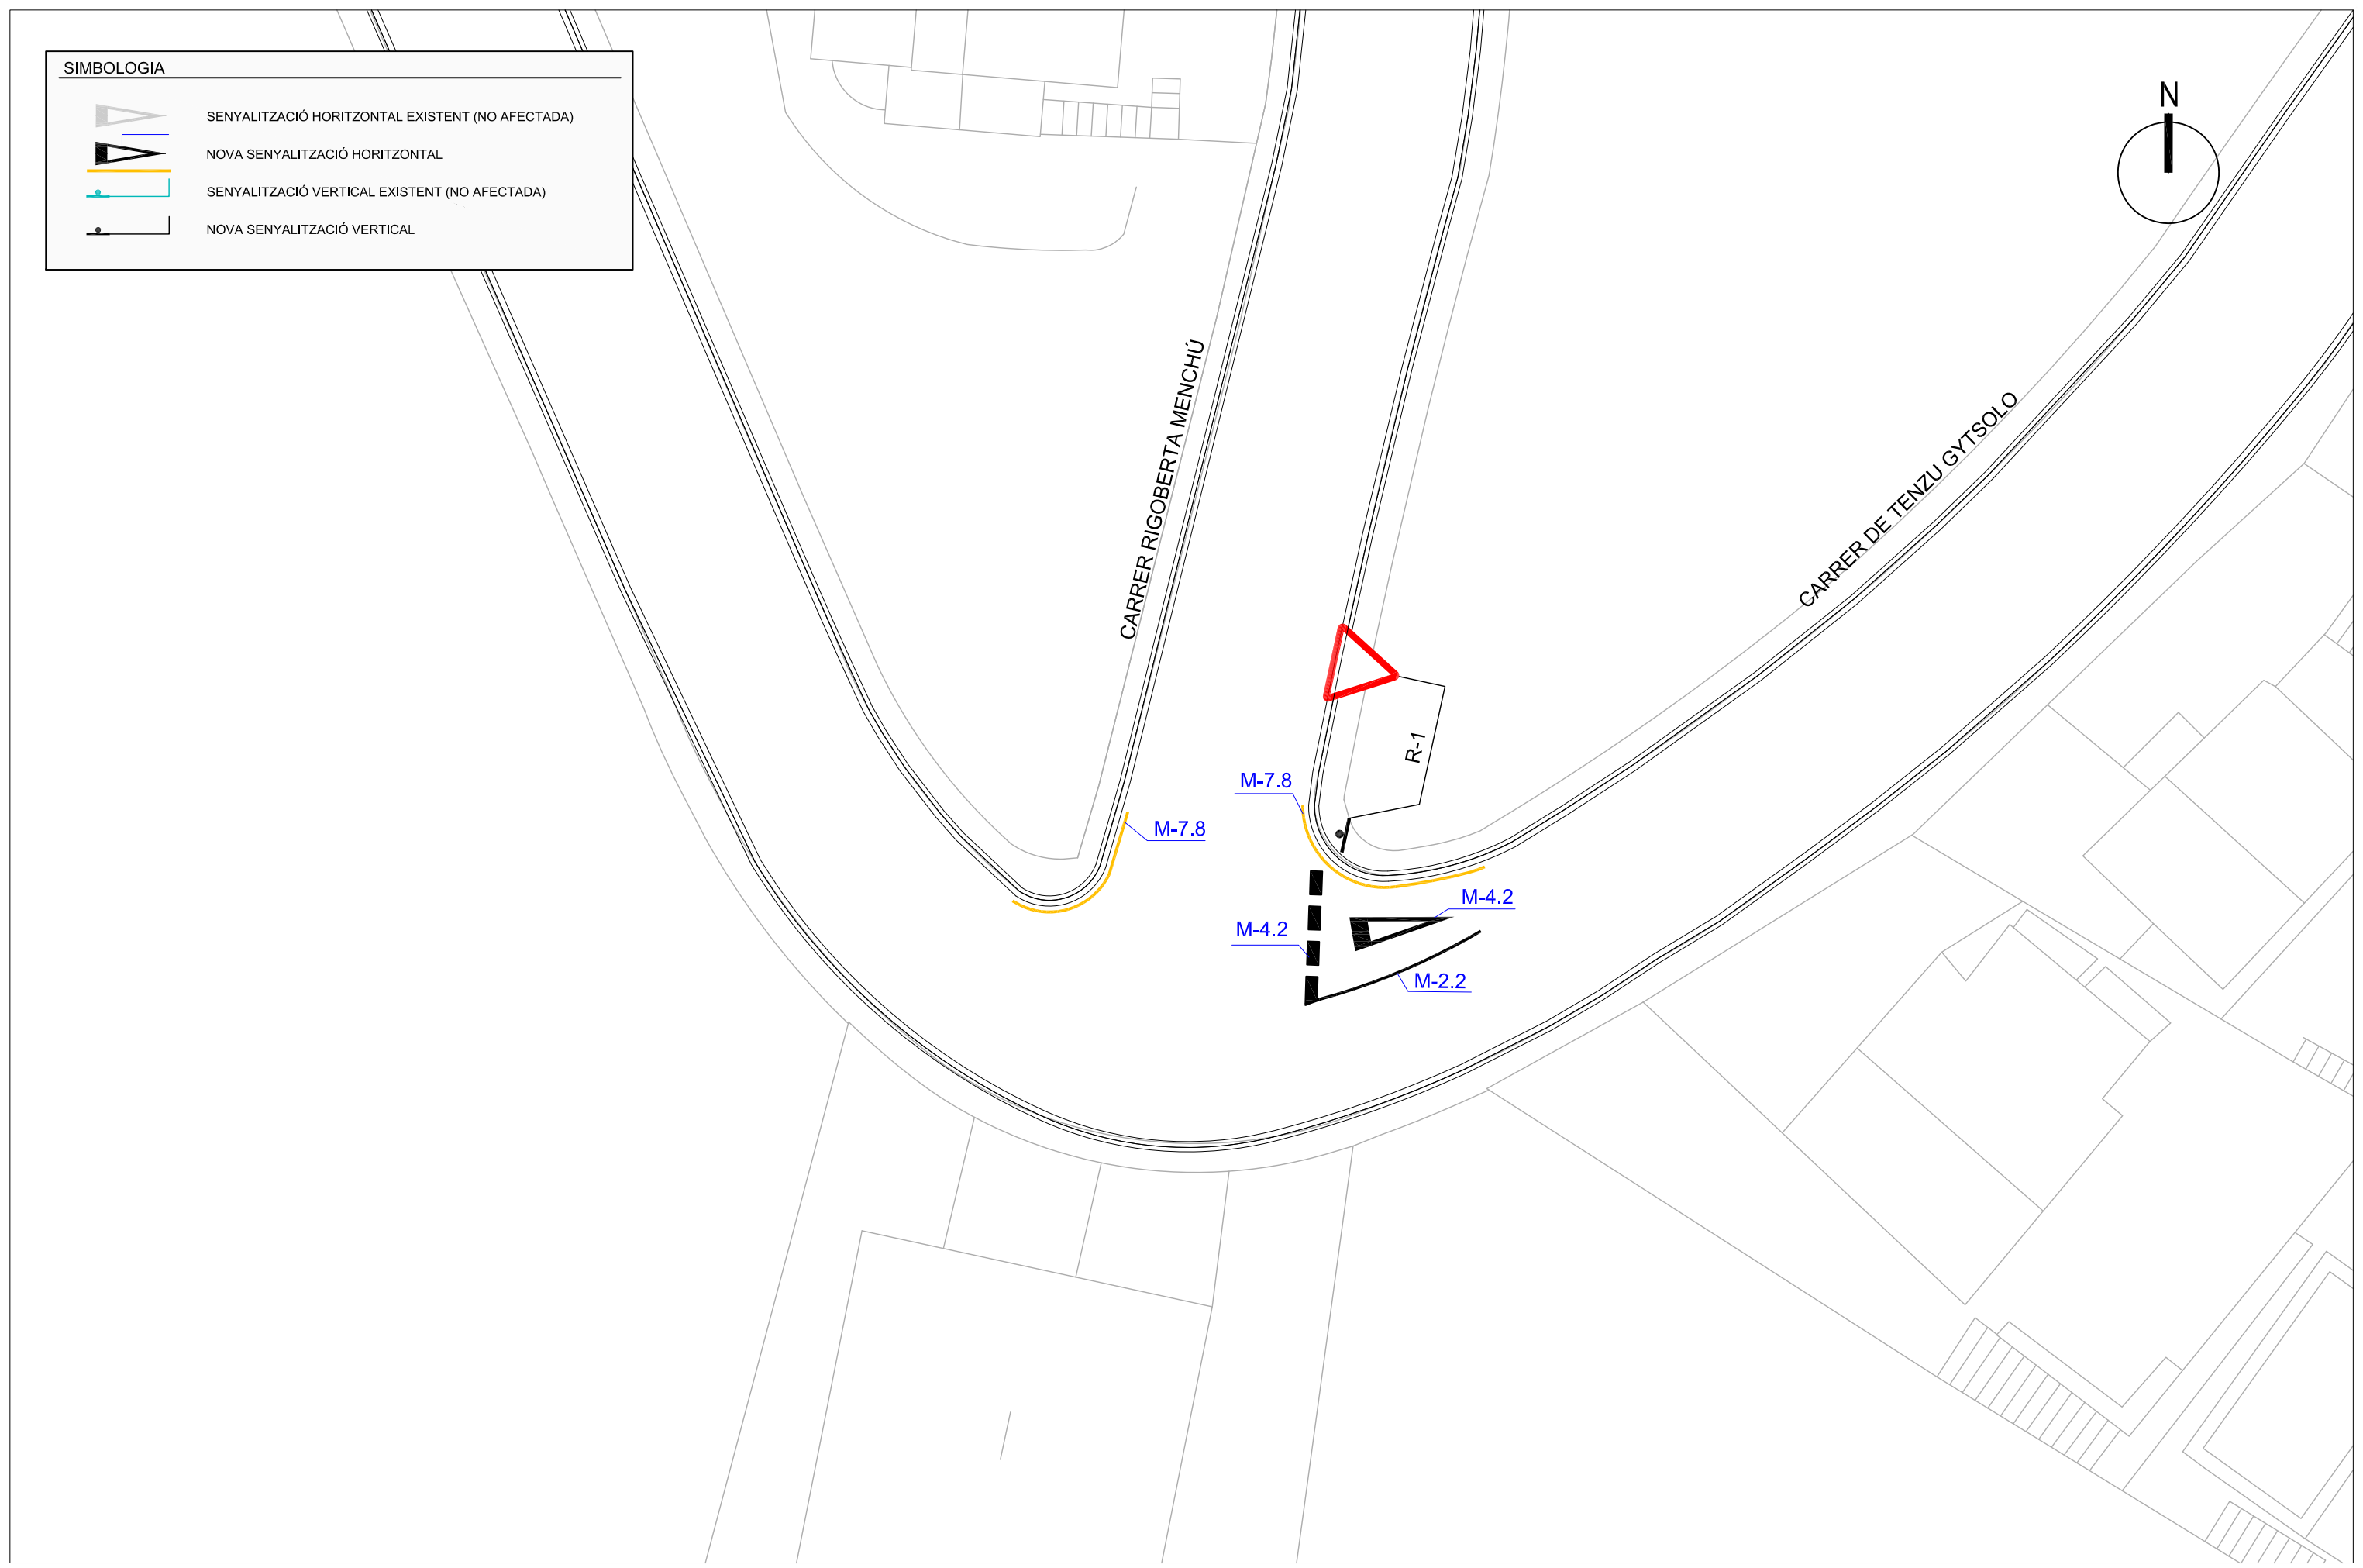 SIMBOLOGIA
SENYALITZACIÓ HORITZONTAL EXISTENT (NO AFECTADA)
NOVA SENYALITZACIÓ HORITZONTAL
SENYALITZACIÓ VERTICAL EXISTENT (NO AFECTADA)
NOVA SENYALITZACIÓ VERTICAL
N
CARRER RIGOBERTA MENCHÚ
CARRER DE TENZU GYTSOLO
R-1
M-7.8
M-7.8
M-4.2
M-4.2
M-2.2